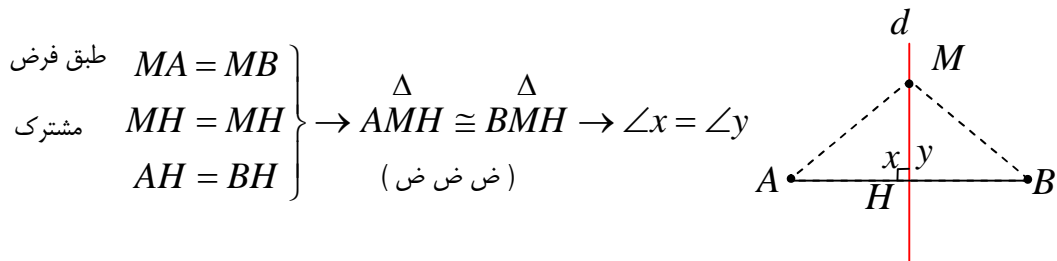 طبق فرض MA = MB
مشترک MH = MH
AH = BH
} → AMH ≅ BMH → ∠x = ∠y
Δ Δ
(ض ض ض)
d
M
x y
A H B